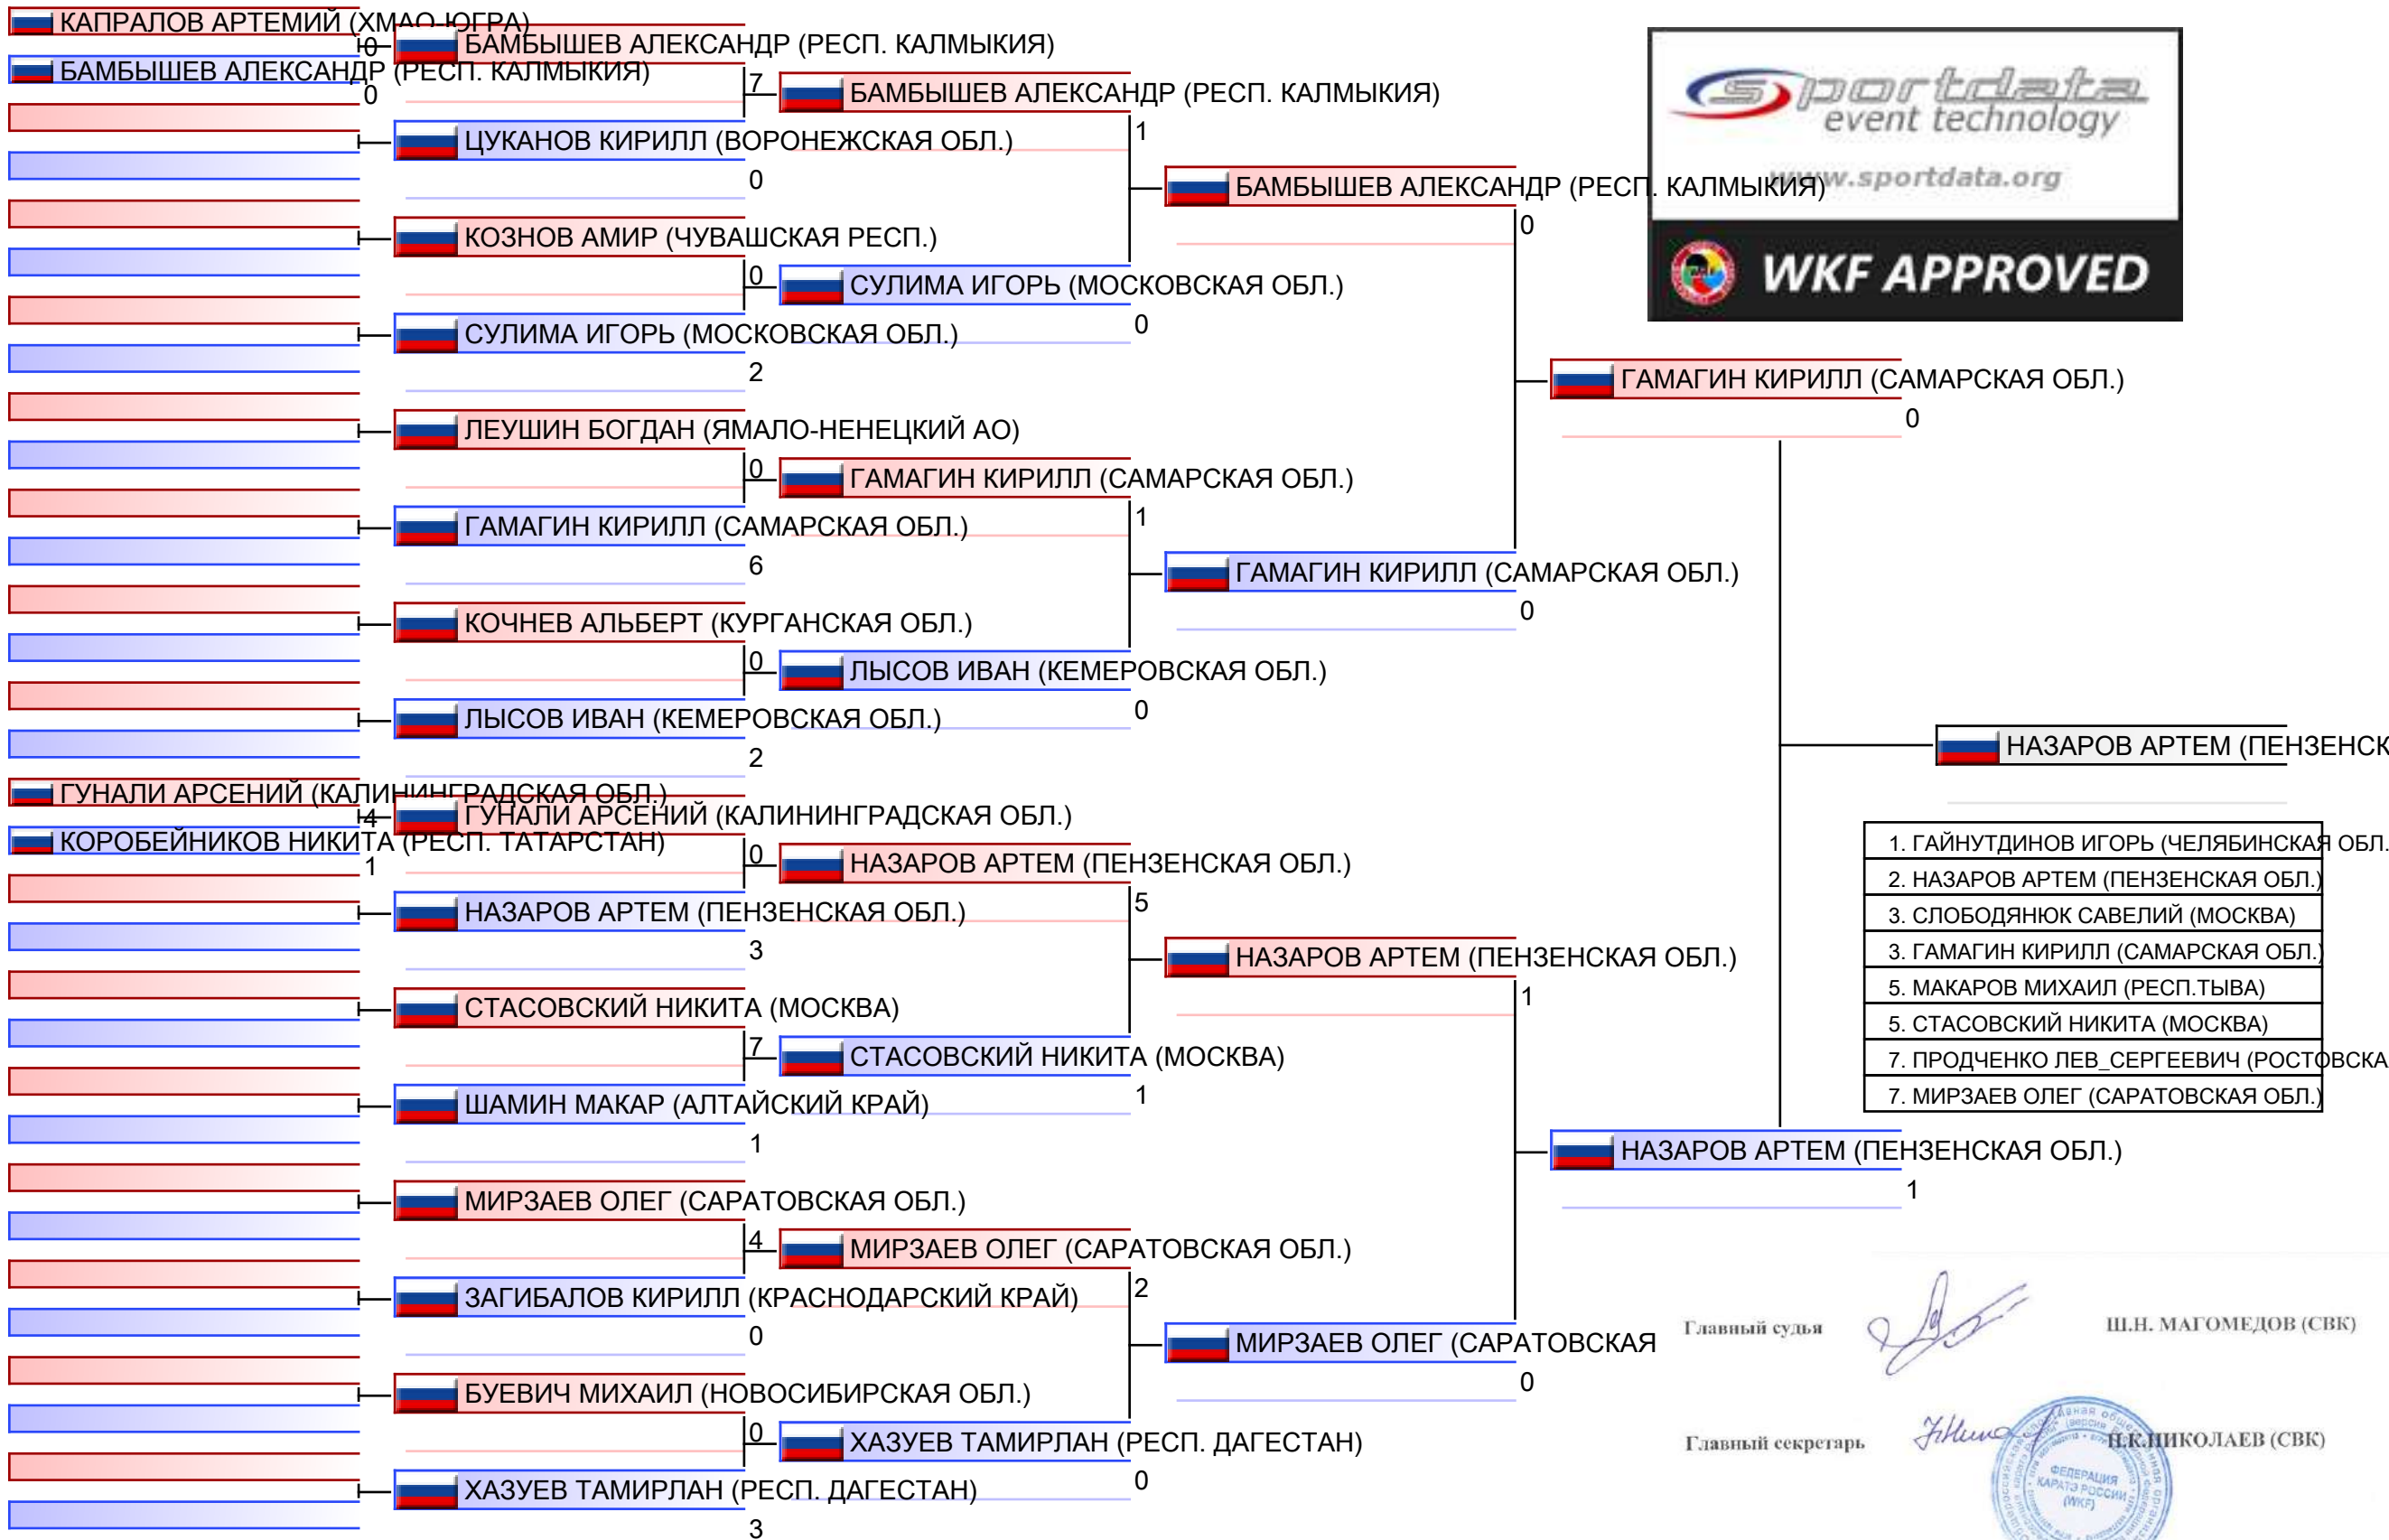 КАПРАЛОВ АРТЕМИЙ (ХМАО-ЮГРА)
0
БАМБЫШЕВ АЛЕКСАНДР (РЕСП. КАЛМЫКИЯ)
0
ГУНАЛИ АРСЕНИЙ (КАЛИНИНГРАДСКАЯ ОБЛ.)
4
КОРОБЕЙНИКОВ НИКИТА (РЕСП. ТАТАРСТАН)
1
БАМБЫШЕВ АЛЕКСАНДР (РЕСП. КАЛМЫКИЯ)
7
ЦУКАНОВ КИРИЛЛ (ВОРОНЕЖСКАЯ ОБЛ.)
0
КОЗНОВ АМИР (ЧУВАШСКАЯ РЕСП.)
0
СУЛИМА ИГОРЬ (МОСКОВСКАЯ ОБЛ.)
2
ЛЕУШИН БОГДАН (ЯМАЛО-НЕНЕЦКИЙ АО)
0
ГАМАГИН КИРИЛЛ (САМАРСКАЯ ОБЛ.)
6
КОЧНЕВ АЛЬБЕРТ (КУРГАНСКАЯ ОБЛ.)
0
ЛЫСОВ ИВАН (КЕМЕРОВСКАЯ ОБЛ.)
2
ГУНАЛИ АРСЕНИЙ (КАЛИНИНГРАДСКАЯ ОБЛ.)
0
НАЗАРОВ АРТЕМ (ПЕНЗЕНСКАЯ ОБЛ.)
3
СТАСОВСКИЙ НИКИТА (МОСКВА)
7
ШАМИН МАКАР (АЛТАЙСКИЙ КРАЙ)
1
МИРЗАЕВ ОЛЕГ (САРАТОВСКАЯ ОБЛ.)
4
ЗАГИБАЛОВ КИРИЛЛ (КРАСНОДАРСКИЙ КРАЙ)
0
БУЕВИЧ МИХАИЛ (НОВОСИБИРСКАЯ ОБЛ.)
0
ХАЗУЕВ ТАМИРЛАН (РЕСП. ДАГЕСТАН)
3
БАМБЫШЕВ АЛЕКСАНДР (РЕСП. КАЛМЫКИЯ)
1
СУЛИМА ИГОРЬ (МОСКОВСКАЯ ОБЛ.)
0
ГАМАГИН КИРИЛЛ (САМАРСКАЯ ОБЛ.)
1
ЛЫСОВ ИВАН (КЕМЕРОВСКАЯ ОБЛ.)
0
НАЗАРОВ АРТЕМ (ПЕНЗЕНСКАЯ ОБЛ.)
5
СТАСОВСКИЙ НИКИТА (МОСКВА)
1
МИРЗАЕВ ОЛЕГ (САРАТОВСКАЯ ОБЛ.)
2
ХАЗУЕВ ТАМИРЛАН (РЕСП. ДАГЕСТАН)
0
БАМБЫШЕВ АЛЕКСАНДР (РЕСП. КАЛМЫКИЯ)
0
ГАМАГИН КИРИЛЛ (САМАРСКАЯ ОБЛ.)
0
НАЗАРОВ АРТЕМ (ПЕНЗЕНСКАЯ ОБЛ.)
1
МИРЗАЕВ ОЛЕГ (САРАТОВСКАЯ
0
ГАМАГИН КИРИЛЛ (САМАРСКАЯ ОБЛ.)
0
НАЗАРОВ АРТЕМ (ПЕНЗЕНСКАЯ ОБЛ.)
1
НАЗАРОВ АРТЕМ (ПЕНЗЕНСК
sportdata
event technology
www.sportdata.org
WKF APPROVED
1. ГАЙНУТДИНОВ ИГОРЬ (ЧЕЛЯБИНСКАЯ ОБЛ.
2. НАЗАРОВ АРТЕМ (ПЕНЗЕНСКАЯ ОБЛ.)
3. СЛОБОДЯНЮК САВЕЛИЙ (МОСКВА)
3. ГАМАГИН КИРИЛЛ (САМАРСКАЯ ОБЛ.)
5. МАКАРОВ МИХАИЛ (РЕСП.ТЫВА)
5. СТАСОВСКИЙ НИКИТА (МОСКВА)
7. ПРОДЧЕНКО ЛЕВ_СЕРГЕЕВИЧ (РОСТОВСКА
7. МИРЗАЕВ ОЛЕГ (САРАТОВСКАЯ ОБЛ.)
Главный судья Ш.Н. МАГОМЕДОВ (СВК)
Главный секретарь П.К.НИКОЛАЕВ (СВК)
ФЕДЕРАЦИЯ
КАРАТЭ РОССИИ
(WKF)